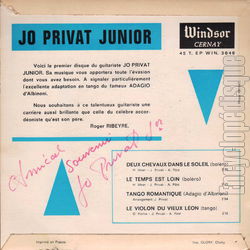 JO PRIVAT JUNIOR
Windsor
CERNAY
45 T. EP WIN. 3648
Voici le premier disque du guitariste JO PRIVAT
JUNIOR. Sa musique vous apportera toute l'évasion
dont vous avez besoin. A signaler particulièrement
l'excellente adaptation en tango du fameux ADAGIO
d'Albinoni.
Nous souhaitons à ce talentueux guitariste une
carrière aussi brillante que celle du celebre accor-
déoniste qu'est son père.
Roger RIBEYRE.
Amical
Souvenir
Jo Privat Jr
DEUX CHEVAUX DANS LE SOLEIL (boléro)
LE TEMPS EST LOIN (boléro)
TANGO ROMANTIQUE (Adagio d'Albinoni)
Arrangement J. Privat
LE VIOLON DU VIEUX LÉON (tango)
Imprimé en France